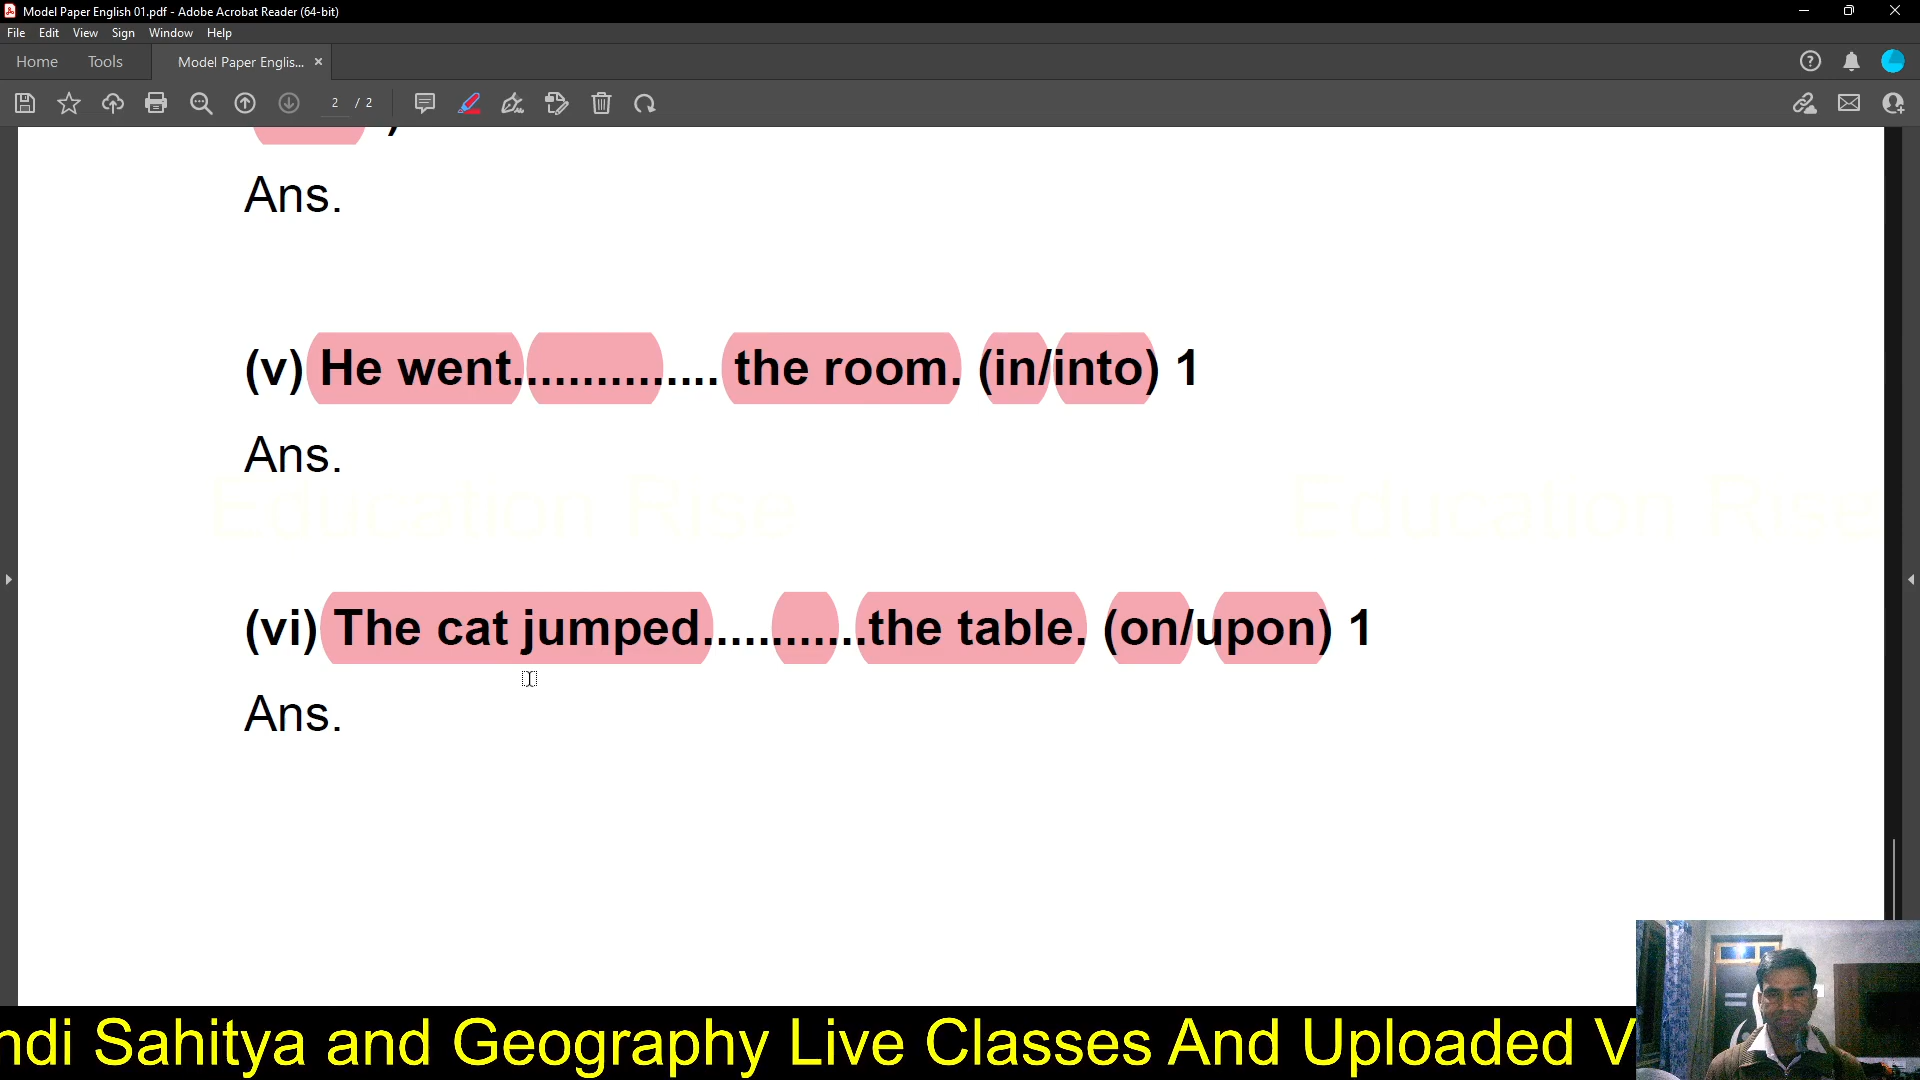 Model Paper English 01.pdf - Adobe Acrobat Reader (64-bit)
File Edit View Sign Window Help
Home Tools Model Paper Englis... ×
2 / 2
Ans.
(v) He went............... the room. (in/into) 1
Ans.
Education Rise Education Rise
(vi) The cat jumped............the table. (on/upon) 1
Ans.
ndi Sahitya and Geography Live Classes And Uploaded V